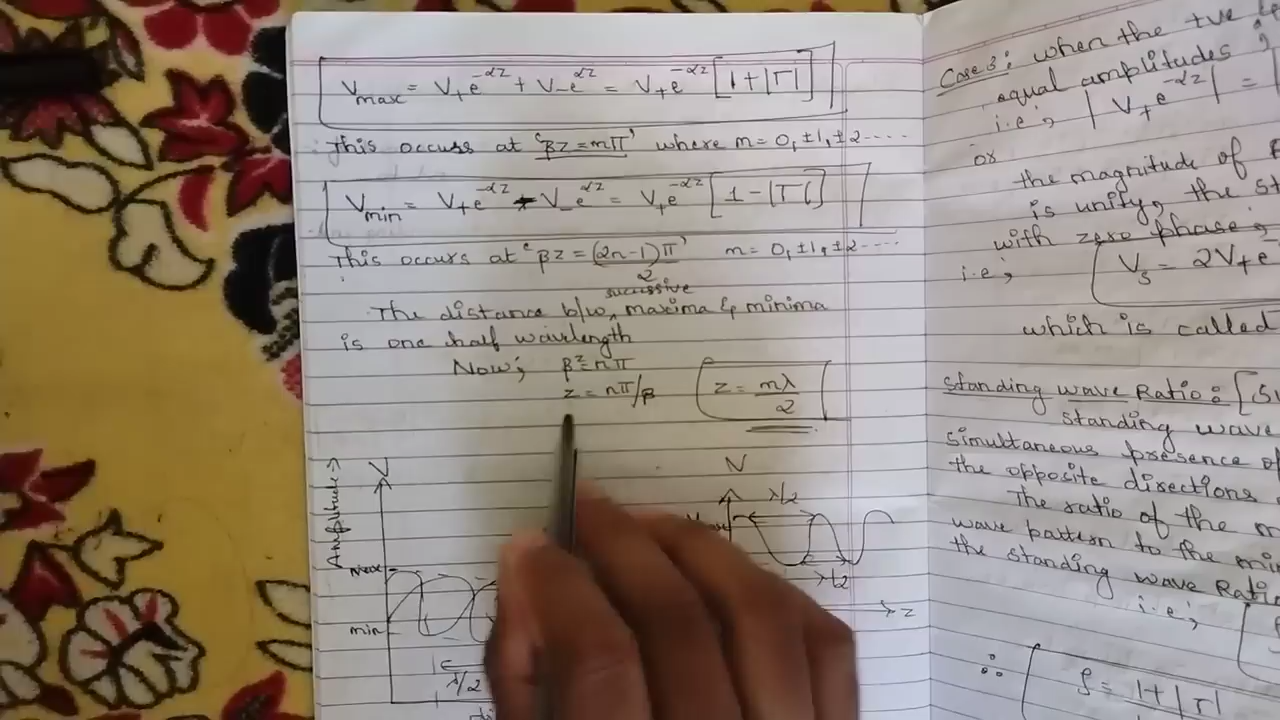 Vmax = V+e^-αz + V-e^αz = V+e^-αz [1+|Γ|]
This occurs at 'βz = nπ' where n = 0, ±1, ±2 ----
Vmin = V+e^-αz - V-e^αz = V+e^-αz [1-|Γ|]
This occurs at 'βz = (2n-1)π/2' n = 0, ±1, ±2 ----
The distance b/w successive maxima & minima
is one half wavelength
Now; βz = nπ
z = nπ/β z = nλ/2
Amplitude →
V
max
min
λ/2
V
λ/2
λ/2
z
Case 3: when the +ve
equal amplitudes
i.e, | V+e^-αz | =
or
the magnitude of
is unity, the
with zero phase,
i.e, Vs = 2V+e
which is called
standing wave Ratio: [
standing wave
simultaneous presence
the opposite directions
The ratio of the
wave pattern to the
the standing wave
i.e;
∴ ρ = 1+|Γ|